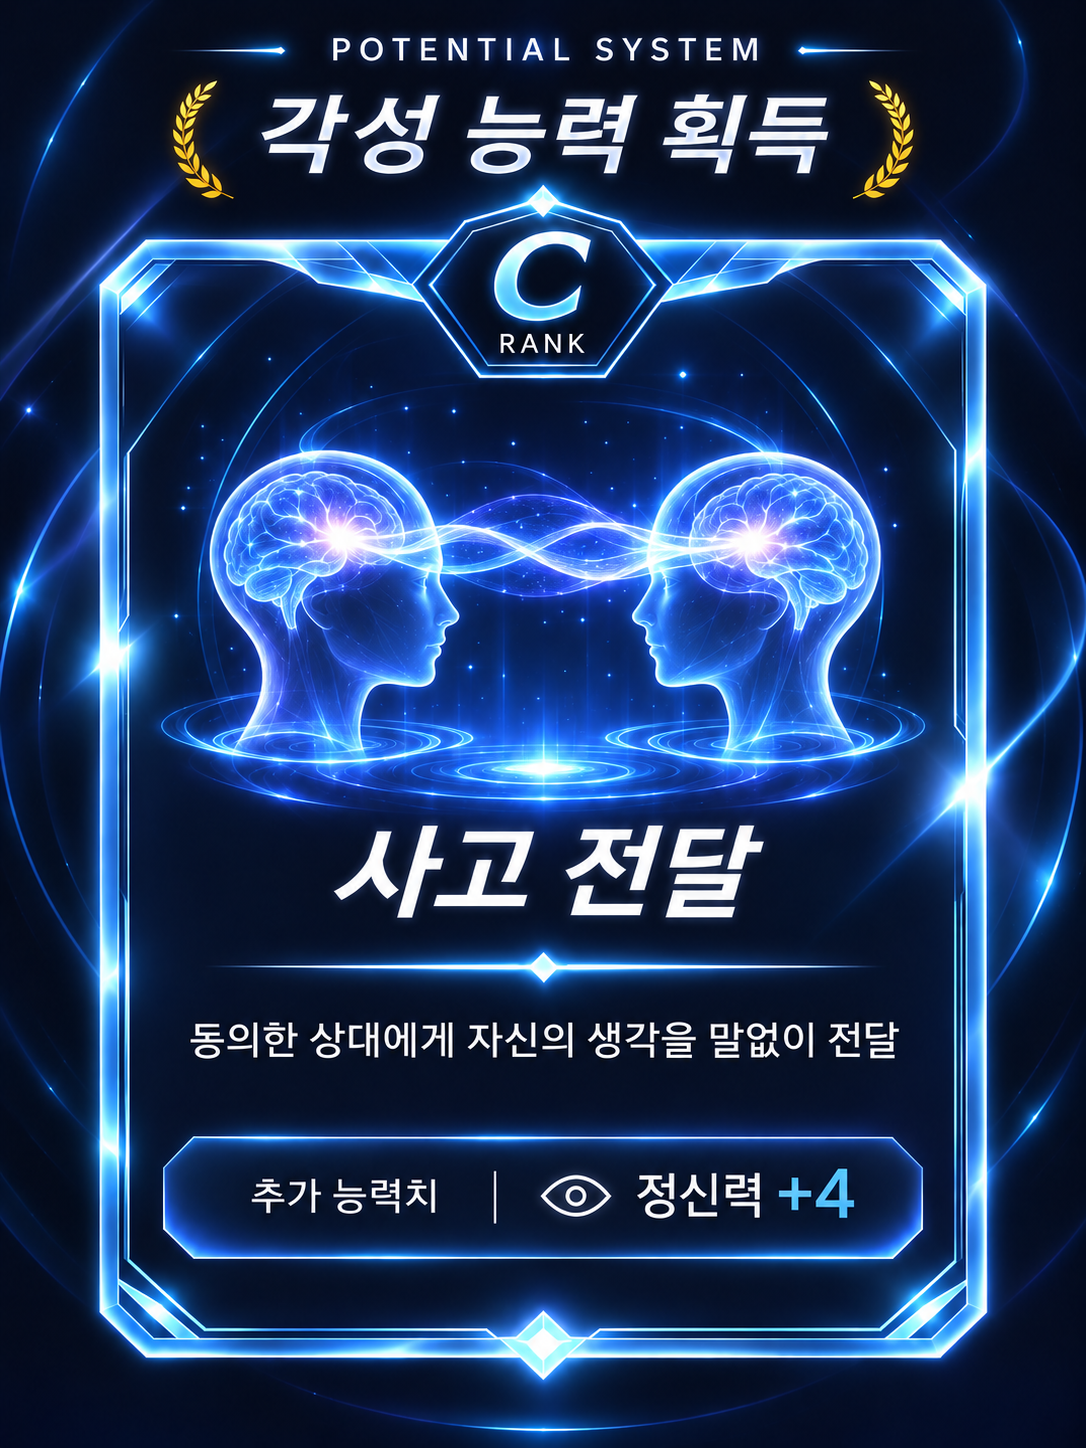 POTENTIAL SYSTEM
각성 능력 획득
C
RANK
사고 전달
동의한 상대에게 자신의 생각을 말없이 전달
추가 능력치 | 정신력 +4